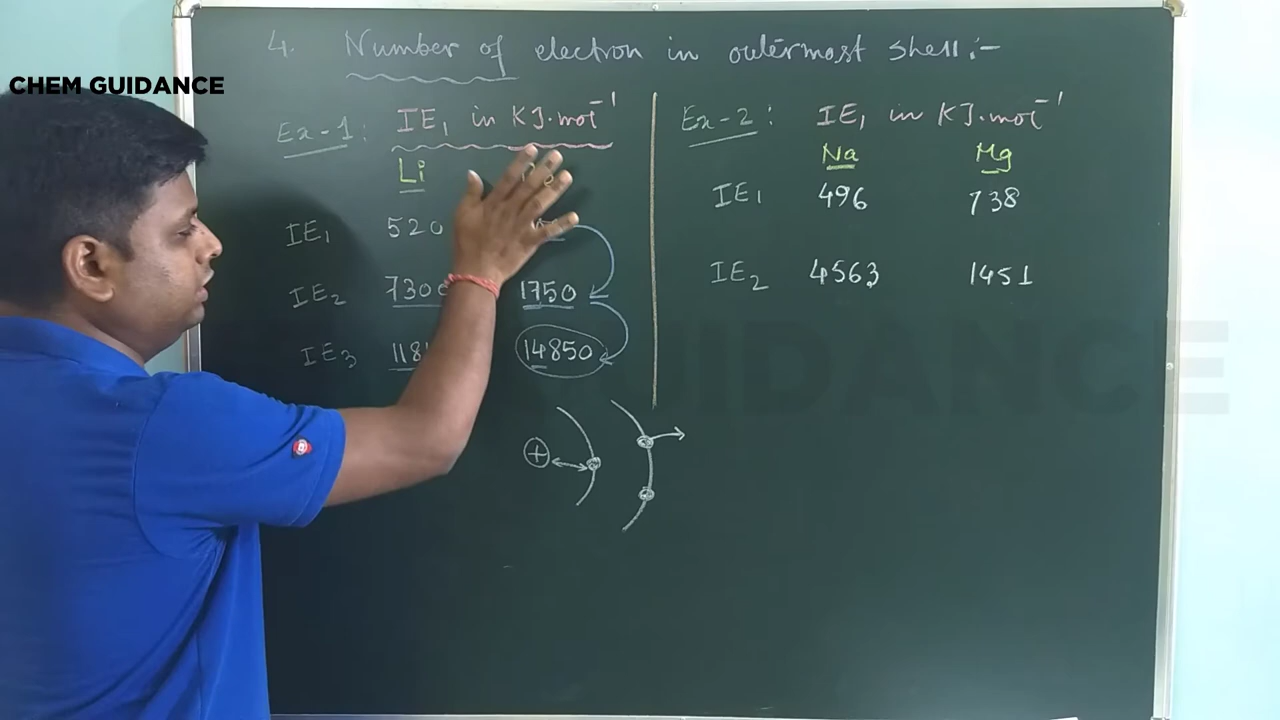 CHEM GUIDANCE
4. Number of electron in outermost shell :-
Ex-1 : IE1 in KJ.mol-1
Li
IE1 520
IE2 7300 1750
IE3 14850
+
Ex-2 : IE1 in KJ.mol-1
Na Mg
IE1 496 738
IE2 4563 1451
GUIDANCE